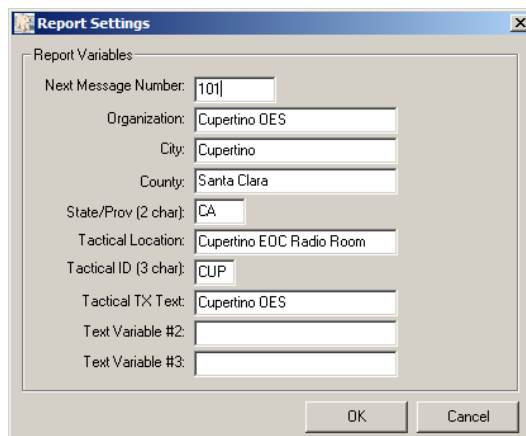 Report Settings
Report Variables
Next Message Number: 101
Organization: Cupertino OES
City: Cupertino
County: Santa Clara
State/Prov (2 char): CA
Tactical Location: Cupertino EOC Radio Room
Tactical ID (3 char): CUP
Tactical TX Text: Cupertino OES
Text Variable #2:
Text Variable #3:
OK Cancel